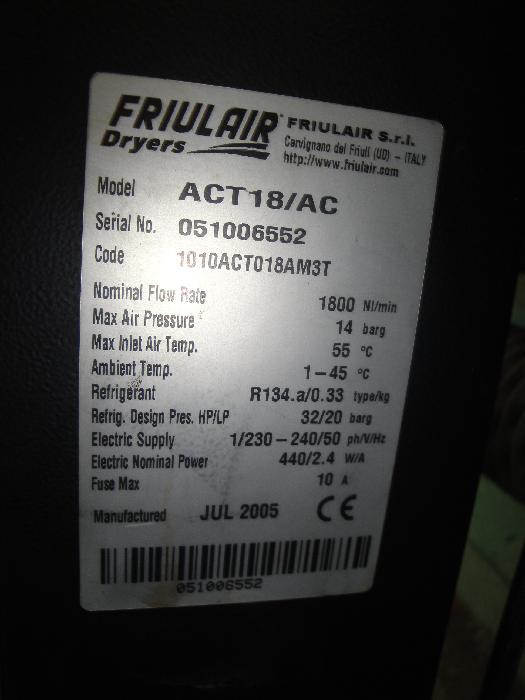 FRIULAIR
Dryers
FRIULAIR S.r.l.
Cervignano del Friuli (UD) – ITALY
http://www.friulair.com
Model ACT18/AC
Serial No. 051006552
Code 1010ACT018AM3T
Nominal Flow Rate 1800 Nl/min
Max Air Pressure 14 barg
Max Inlet Air Temp. 55 °C
Ambient Temp. 1–45 °C
Refrigerant R134.a/0.33 type/kg
Refrig. Design Pres. HP/LP 32/20 barg
Electric Supply 1/230–240/50 ph/V/Hz
Electric Nominal Power 440/2.4 W/A
Fuse Max 10 A
Manufactured JUL 2005 CE
051006552